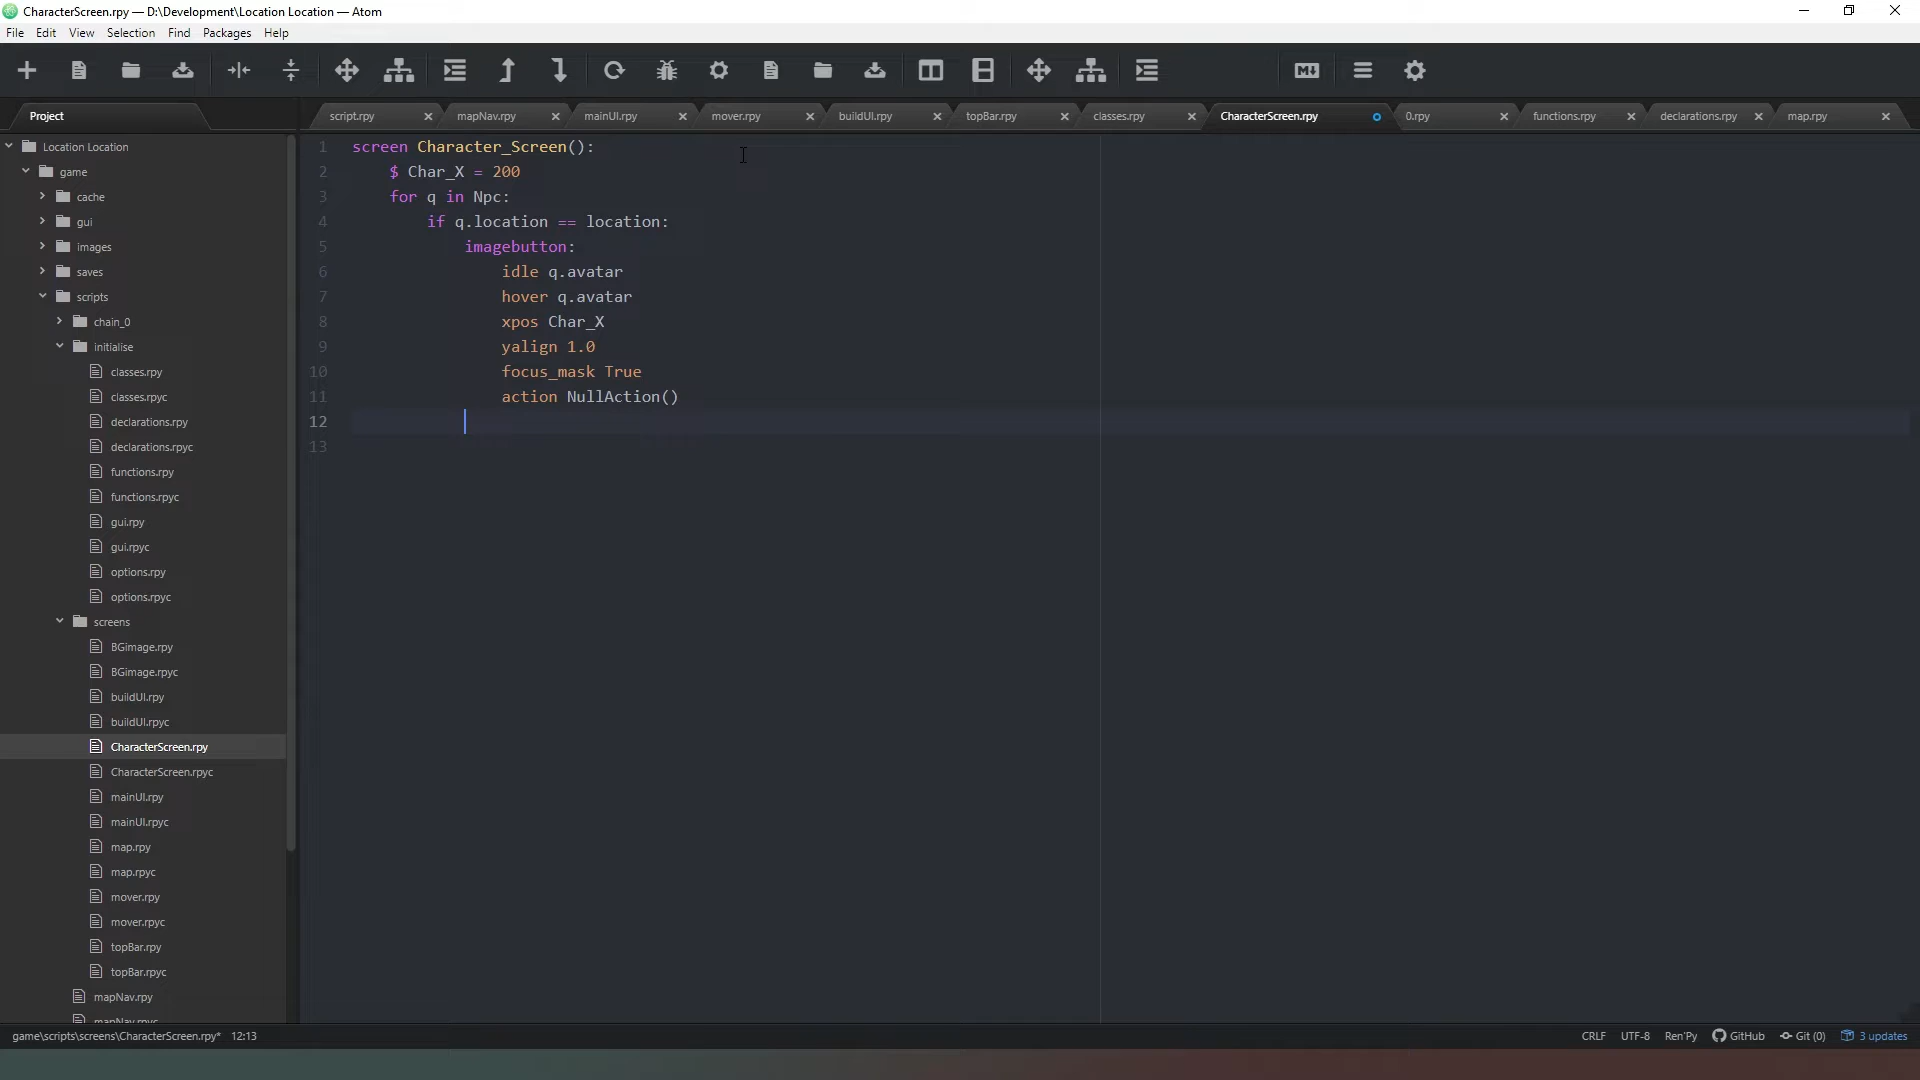 CharacterScreen.rpy — D:\Development\Location Location — Atom
File Edit View Selection Find Packages Help
Project
script.rpy mapNav.rpy mainUI.rpy mover.rpy buildUI.rpy topBar.rpy classes.rpy CharacterScreen.rpy 0.rpy functions.rpy declarations.rpy map.rpy
Location Location
game
cache
gui
images
saves
scripts
chain_0
initialise
classes.rpy
classes.rpyc
declarations.rpy
declarations.rpyc
functions.rpy
functions.rpyc
gui.rpy
gui.rpyc
options.rpy
options.rpyc
screens
BGimage.rpy
BGimage.rpyc
buildUI.rpy
buildUI.rpyc
CharacterScreen.rpy
CharacterScreen.rpyc
mainUI.rpy
mainUI.rpyc
map.rpy
map.rpyc
mover.rpy
mover.rpyc
topBar.rpy
topBar.rpyc
mapNav.rpy
mapNav.rpyc
1 screen Character_Screen():
2 $ Char_X = 200
3 for q in Npc:
4 if q.location == location:
5 imagebutton:
6 idle q.avatar
7 hover q.avatar
8 xpos Char_X
9 yalign 1.0
10 focus_mask True
11 action NullAction()
12
13
game\scripts\screens\CharacterScreen.rpy* 12:13
CRLF UTF-8 Ren'Py GitHub Git (0) 3 updates